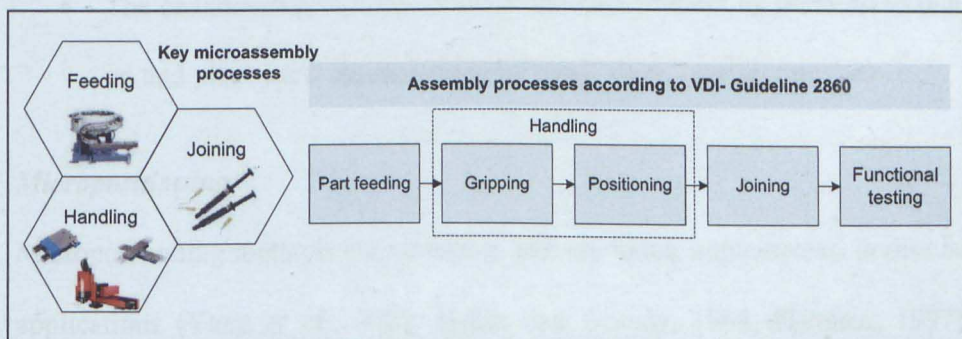 Key microassembly
processes
Feeding
Joining
Handling
Assembly processes according to VDI- Guideline 2860
Handling
Part feeding
Gripping
Positioning
Joining
Functional
testing